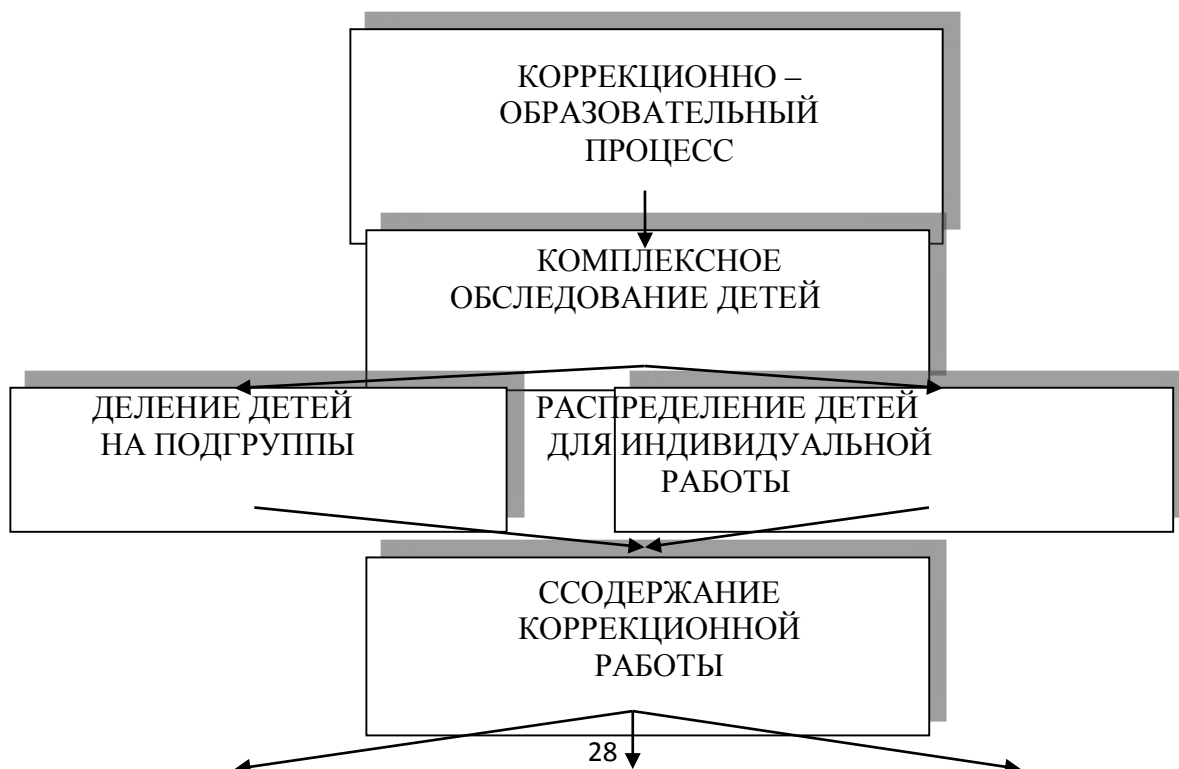 КОРРЕКЦИОННО –
ОБРАЗОВАТЕЛЬНЫЙ
ПРОЦЕСС
КОМПЛЕКСНОЕ
ОБСЛЕДОВАНИЕ ДЕТЕЙ
ДЕЛЕНИЕ ДЕТЕЙ
НА ПОДГРУППЫ
РАСПРЕДЕЛЕНИЕ ДЕТЕЙ
ДЛЯ ИНДИВИДУАЛЬНОЙ
РАБОТЫ
ССОДЕРЖАНИЕ
КОРРЕКЦИОННОЙ
РАБОТЫ
28